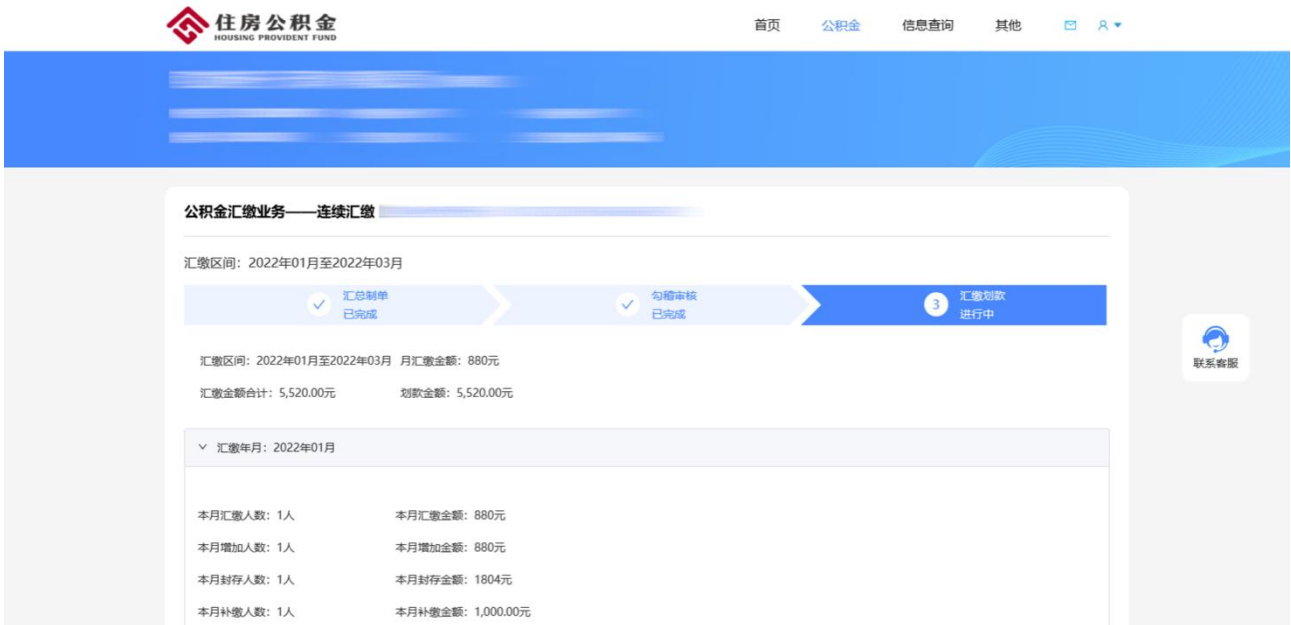 住房公积金
HOUSING PROVIDENT FUND
首页 公积金 信息查询 其他
公积金汇缴业务——连续汇缴
汇缴区间：2022年01月至2022年03月
汇总制单
已完成
勾稽审核
已完成
3 汇缴划款
进行中
联系客服
汇缴区间：2022年01月至2022年03月 月汇缴金额：880元
汇缴金额合计：5,520.00元 划款金额：5,520.00元
汇缴年月：2022年01月
本月汇缴人数：1人 本月汇缴金额：880元
本月增加人数：1人 本月增加金额：880元
本月封存人数：1人 本月封存金额：1804元
本月补缴人数：1人 本月补缴金额：1,000.00元